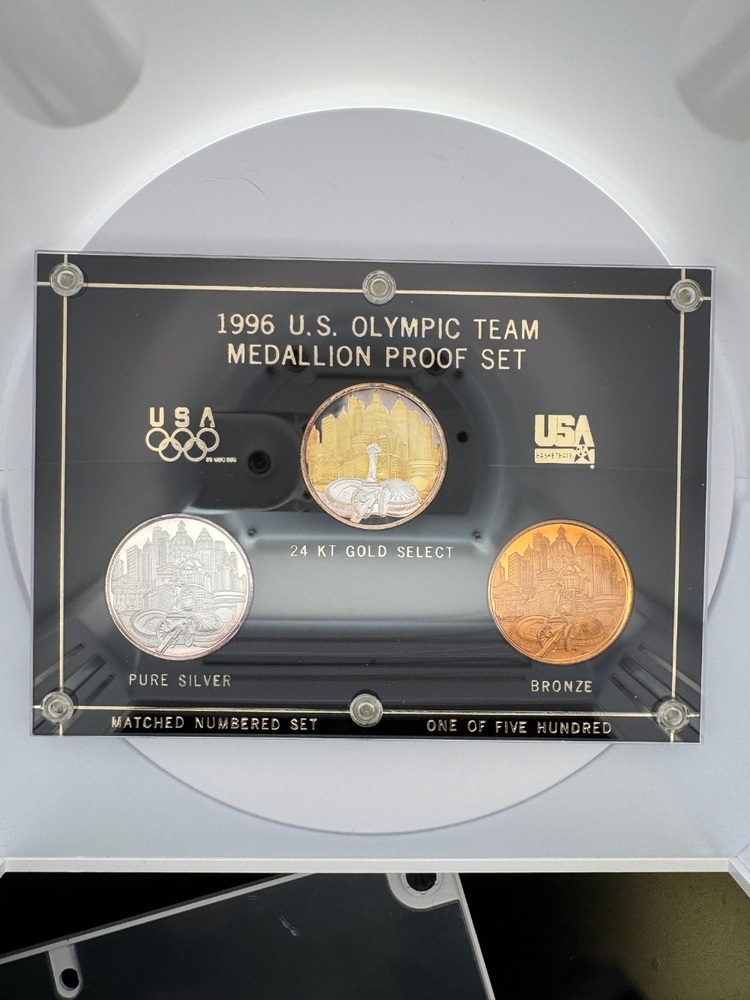 1996 U.S. OLYMPIC TEAM
MEDALLION PROOF SET
USA
USA
BASKETBALL
24 KT GOLD SELECT
PURE SILVER
BRONZE
MATCHED NUMBERED SET
ONE OF FIVE HUNDRED